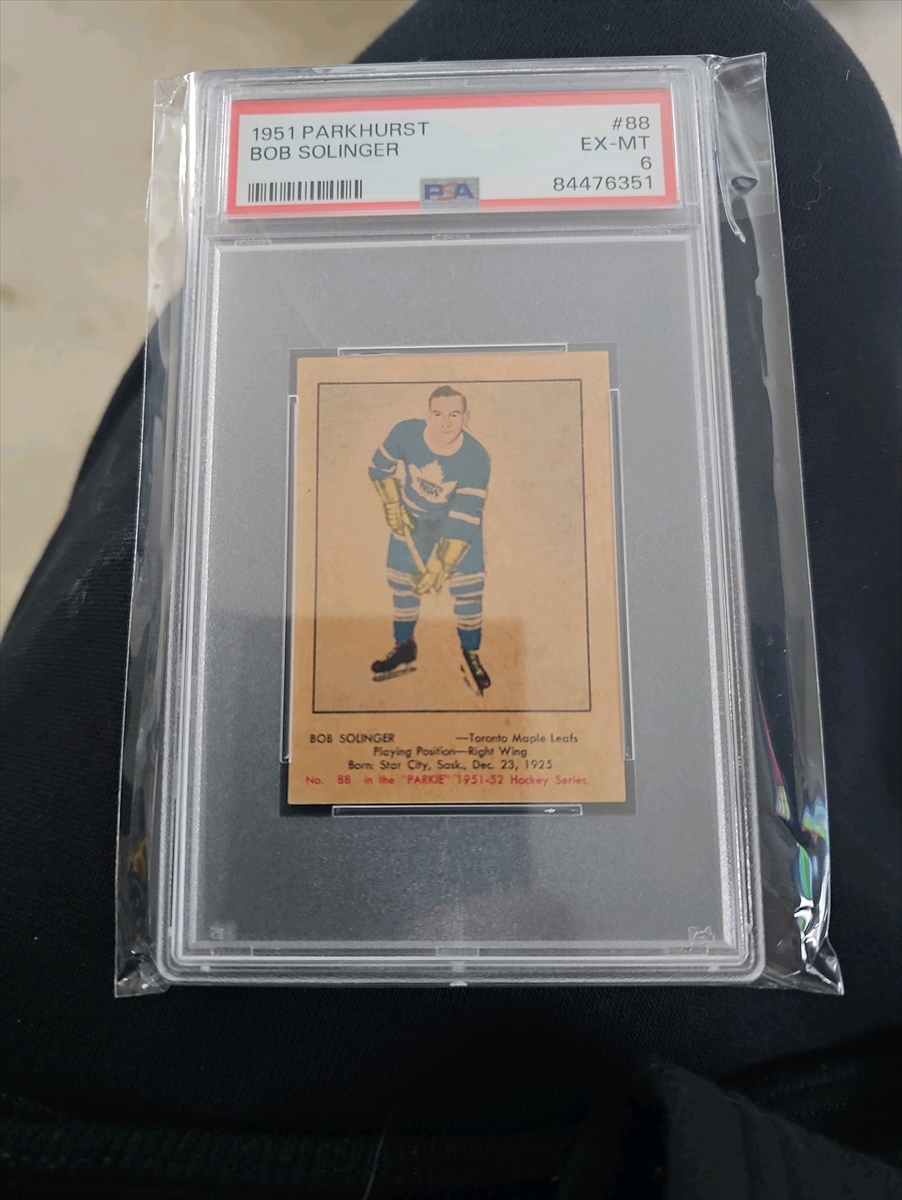 1951 PARKHURST #88
BOB SOLINGER EX-MT
6
PSA 84476351
BOB SOLINGER —Toronto Maple Leafs
Playing Position—Right Wing
Born: Star City, Sask., Dec. 23, 1925
No. 88 in the "PARKIE" 1951-52 Hockey Series.